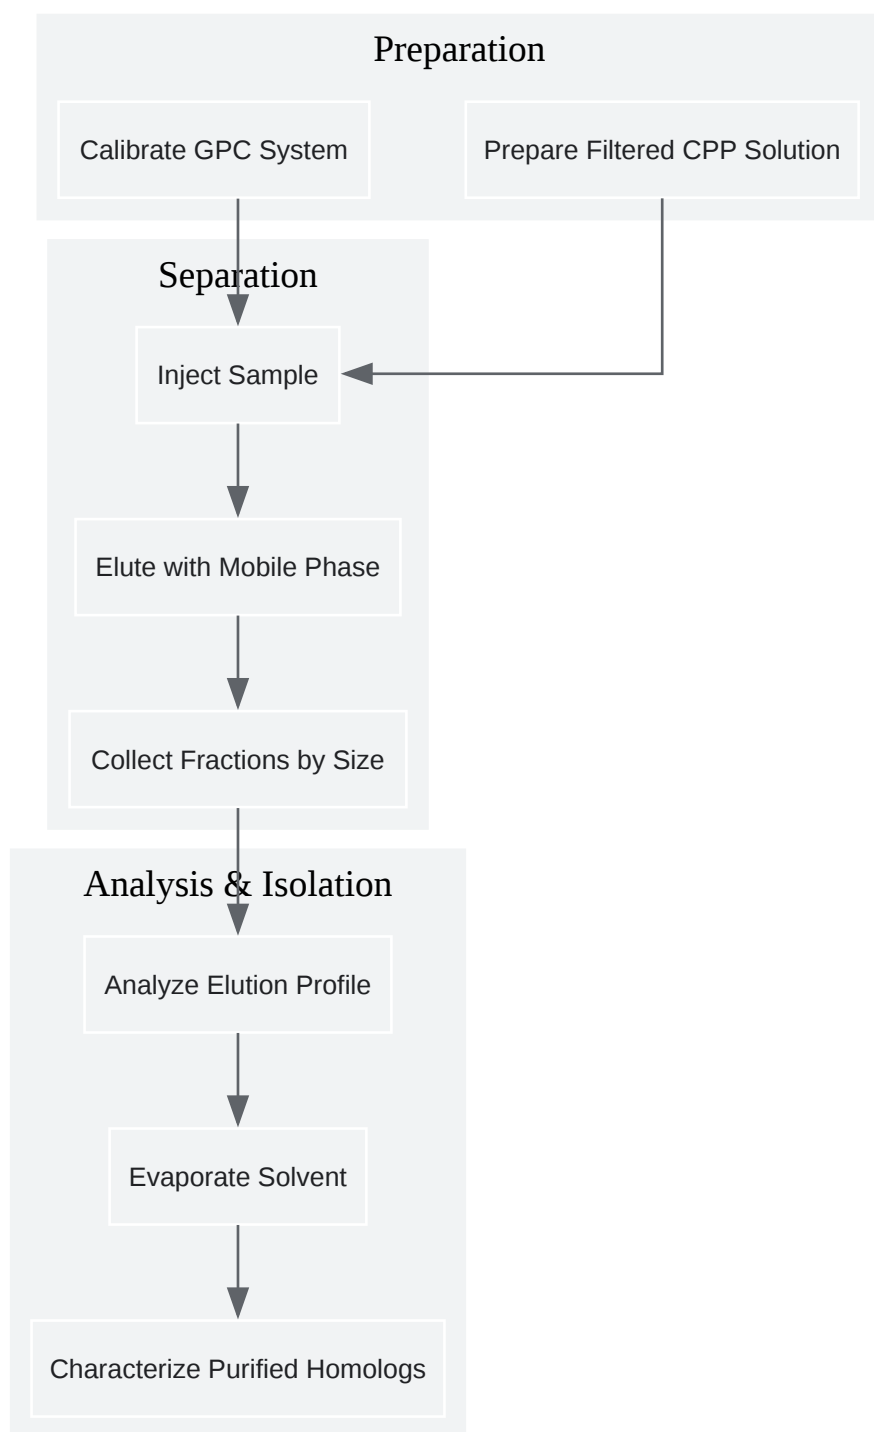 Preparation
Calibrate GPC System
Prepare Filtered CPP Solution
Separation
Inject Sample
Elute with Mobile Phase
Collect Fractions by Size
Analysis & Isolation
Analyze Elution Profile
Evaporate Solvent
Characterize Purified Homologs